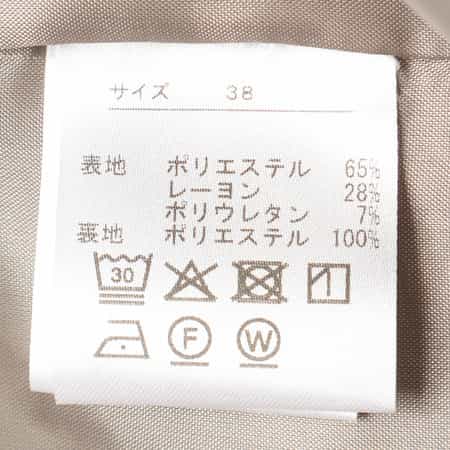 サイズ 38
表地 ポリエステル 65%
レーヨン 28%
ポリウレタン 7%
裏地 ポリエステル 100%
30
F W